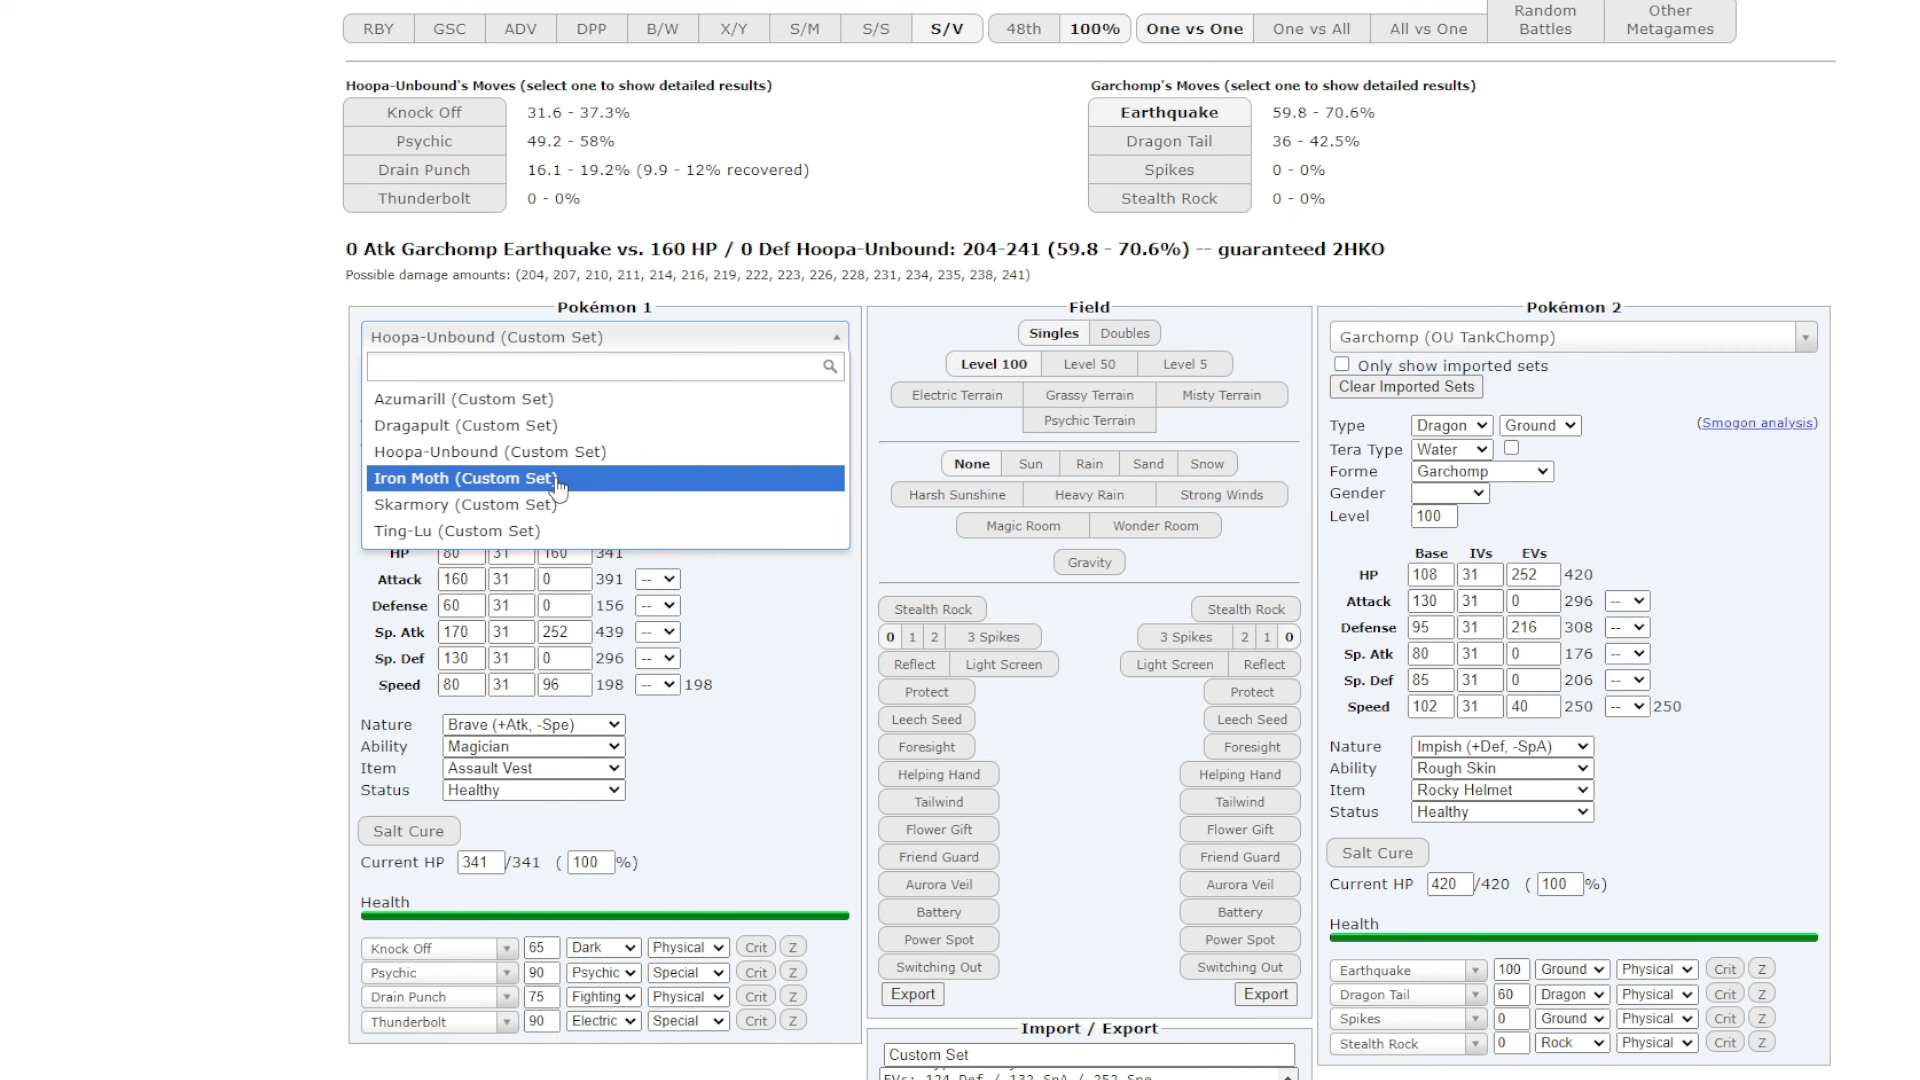 RBY GSC ADV DPP B/W X/Y S/M S/S S/V 48th 100% One vs One One vs All All vs One Random Battles Other Metagames
Hoopa-Unbound's Moves (select one to show detailed results)
Knock Off 31.6 - 37.3%
Psychic 49.2 - 58%
Drain Punch 16.1 - 19.2% (9.9 - 12% recovered)
Thunderbolt 0 - 0%
Garchomp's Moves (select one to show detailed results)
Earthquake 59.8 - 70.6%
Dragon Tail 36 - 42.5%
Spikes 0 - 0%
Stealth Rock 0 - 0%
0 Atk Garchomp Earthquake vs. 160 HP / 0 Def Hoopa-Unbound: 204-241 (59.8 - 70.6%) -- guaranteed 2HKO
Possible damage amounts: (204, 207, 210, 211, 214, 216, 219, 222, 223, 226, 228, 231, 234, 235, 238, 241)
Pokémon 1
Hoopa-Unbound (Custom Set)
Azumarill (Custom Set)
Dragapult (Custom Set)
Hoopa-Unbound (Custom Set)
Iron Moth (Custom Set)
Skarmory (Custom Set)
Ting-Lu (Custom Set)
HP 80 31 160 341
Attack 160 31 0 391 --
Defense 60 31 0 156 --
Sp. Atk 170 31 252 439 --
Sp. Def 130 31 0 296 --
Speed 80 31 96 198 -- 198
Nature Brave (+Atk, -Spe)
Ability Magician
Item Assault Vest
Status Healthy
Salt Cure
Current HP 341 /341 ( 100 %)
Health
Knock Off 65 Dark Physical Crit Z
Psychic 90 Psychic Special Crit Z
Drain Punch 75 Fighting Physical Crit Z
Thunderbolt 90 Electric Special Crit Z
Field
Singles Doubles
Level 100 Level 50 Level 5
Electric Terrain Grassy Terrain Misty Terrain
Psychic Terrain
None Sun Rain Sand Snow
Harsh Sunshine Heavy Rain Strong Winds
Magic Room Wonder Room
Gravity
Stealth Rock Stealth Rock
0 1 2 3 Spikes 3 Spikes 2 1 0
Reflect Light Screen Light Screen Reflect
Protect Protect
Leech Seed Leech Seed
Foresight Foresight
Helping Hand Helping Hand
Tailwind Tailwind
Flower Gift Flower Gift
Friend Guard Friend Guard
Aurora Veil Aurora Veil
Battery Battery
Power Spot Power Spot
Switching Out Switching Out
Export Export
Import / Export
Custom Set
EVs: 124 Def / 132 SpA / 252 Spe
Pokémon 2
Garchomp (OU TankChomp)
Only show imported sets
Clear Imported Sets
Type Dragon Ground (Smogon analysis)
Tera Type Water
Forme Garchomp
Gender
Level 100
Base IVs EVs
HP 108 31 252 420
Attack 130 31 0 296 --
Defense 95 31 216 308 --
Sp. Atk 80 31 0 176 --
Sp. Def 85 31 0 206 --
Speed 102 31 40 250 -- 250
Nature Impish (+Def, -SpA)
Ability Rough Skin
Item Rocky Helmet
Status Healthy
Salt Cure
Current HP 420 /420 ( 100 %)
Health
Earthquake 100 Ground Physical Crit Z
Dragon Tail 60 Dragon Physical Crit Z
Spikes 0 Ground Physical Crit Z
Stealth Rock 0 Rock Physical Crit Z